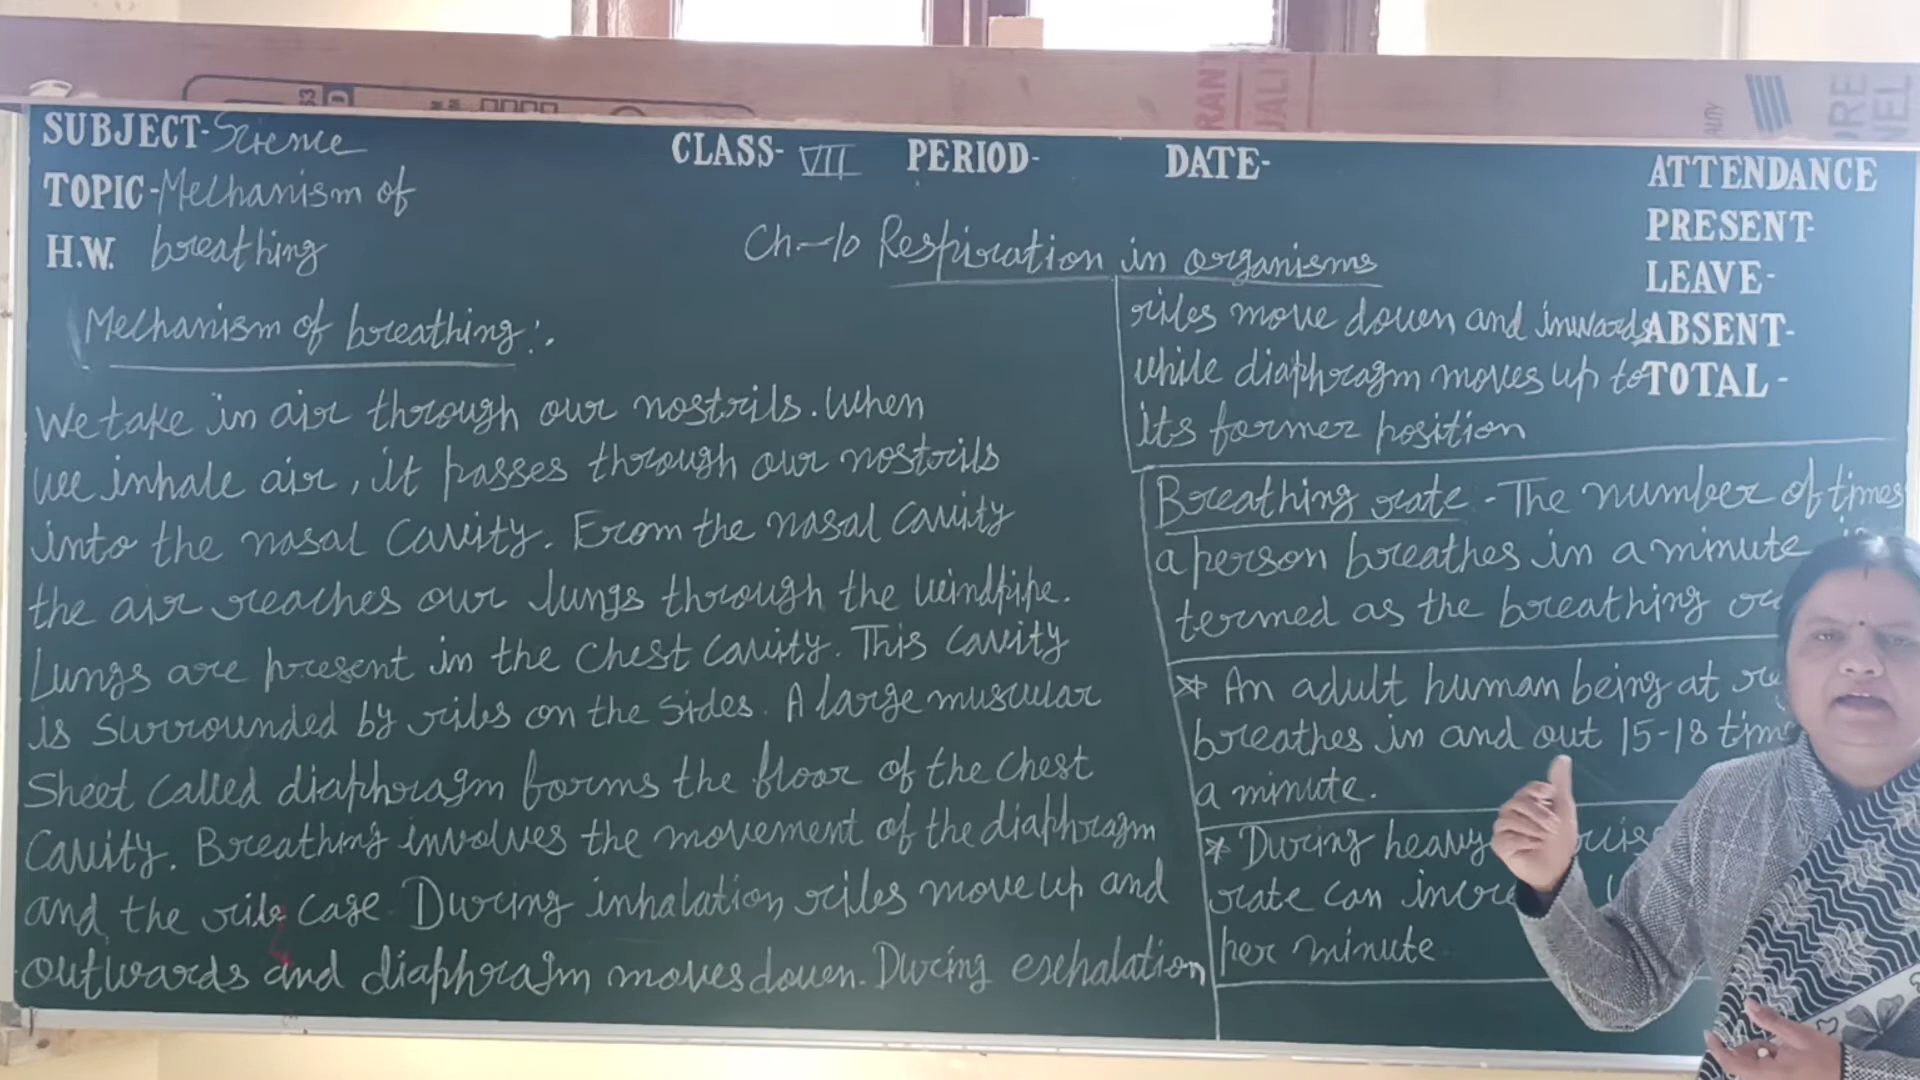 SUBJECT-Science
TOPIC-Mechanism of
H.W. breathing
CLASS- VII PERIOD- DATE-
ATTENDANCE
PRESENT-
LEAVE-
ABSENT-
TOTAL-
Ch.-10 Respiration in organisms
Mechanism of breathing:-
We take in air through our nostrils. When
we inhale air, it passes through our nostrils
into the nasal cavity. From the nasal cavity
the air reaches our lungs through the windpipe.
Lungs are present in the chest cavity. This cavity
is surrounded by ribs on the sides. A large muscular
sheet called diaphragm forms the floor of the chest
cavity. Breathing involves the movement of the diaphragm
and the rib cage. During inhalation ribs move up and
outwards and diaphragm moves down. During exhalation
ribs move down and inwards
while diaphragm moves up to
its former position
Breathing rate - The number of times
a person breathes in a minute
termed as the breathing
* An adult human being at
breathes in and out 15-18
a minute.
* During heavy
rate can
per minute